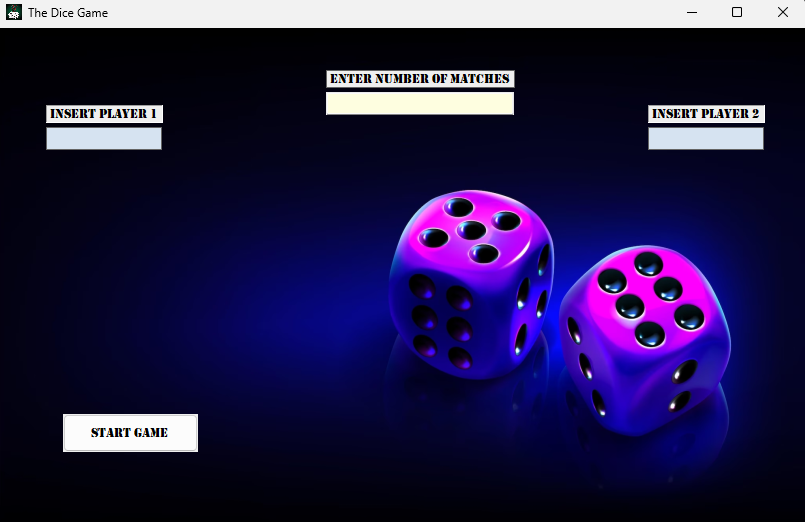 The Dice Game
ENTER NUMBER OF MATCHES
INSERT PLAYER 1
INSERT PLAYER 2
START GAME